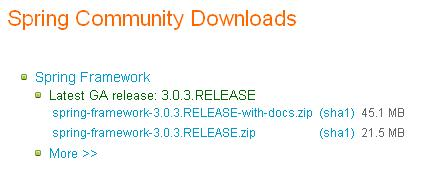 Spring Community Downloads
Spring Framework
Latest GA release: 3.0.3.RELEASE
spring-framework-3.0.3.RELEASE-with-docs.zip (sha1) 45.1 MB
spring-framework-3.0.3.RELEASE.zip (sha1) 21.5 MB
More >>